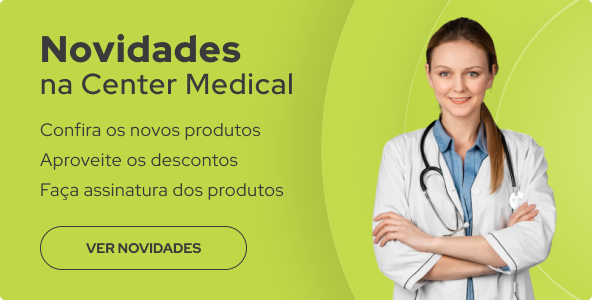 Novidades
na Center Medical
Confira os novos produtos
Aproveite os descontos
Faça assinatura dos produtos
VER NOVIDADES